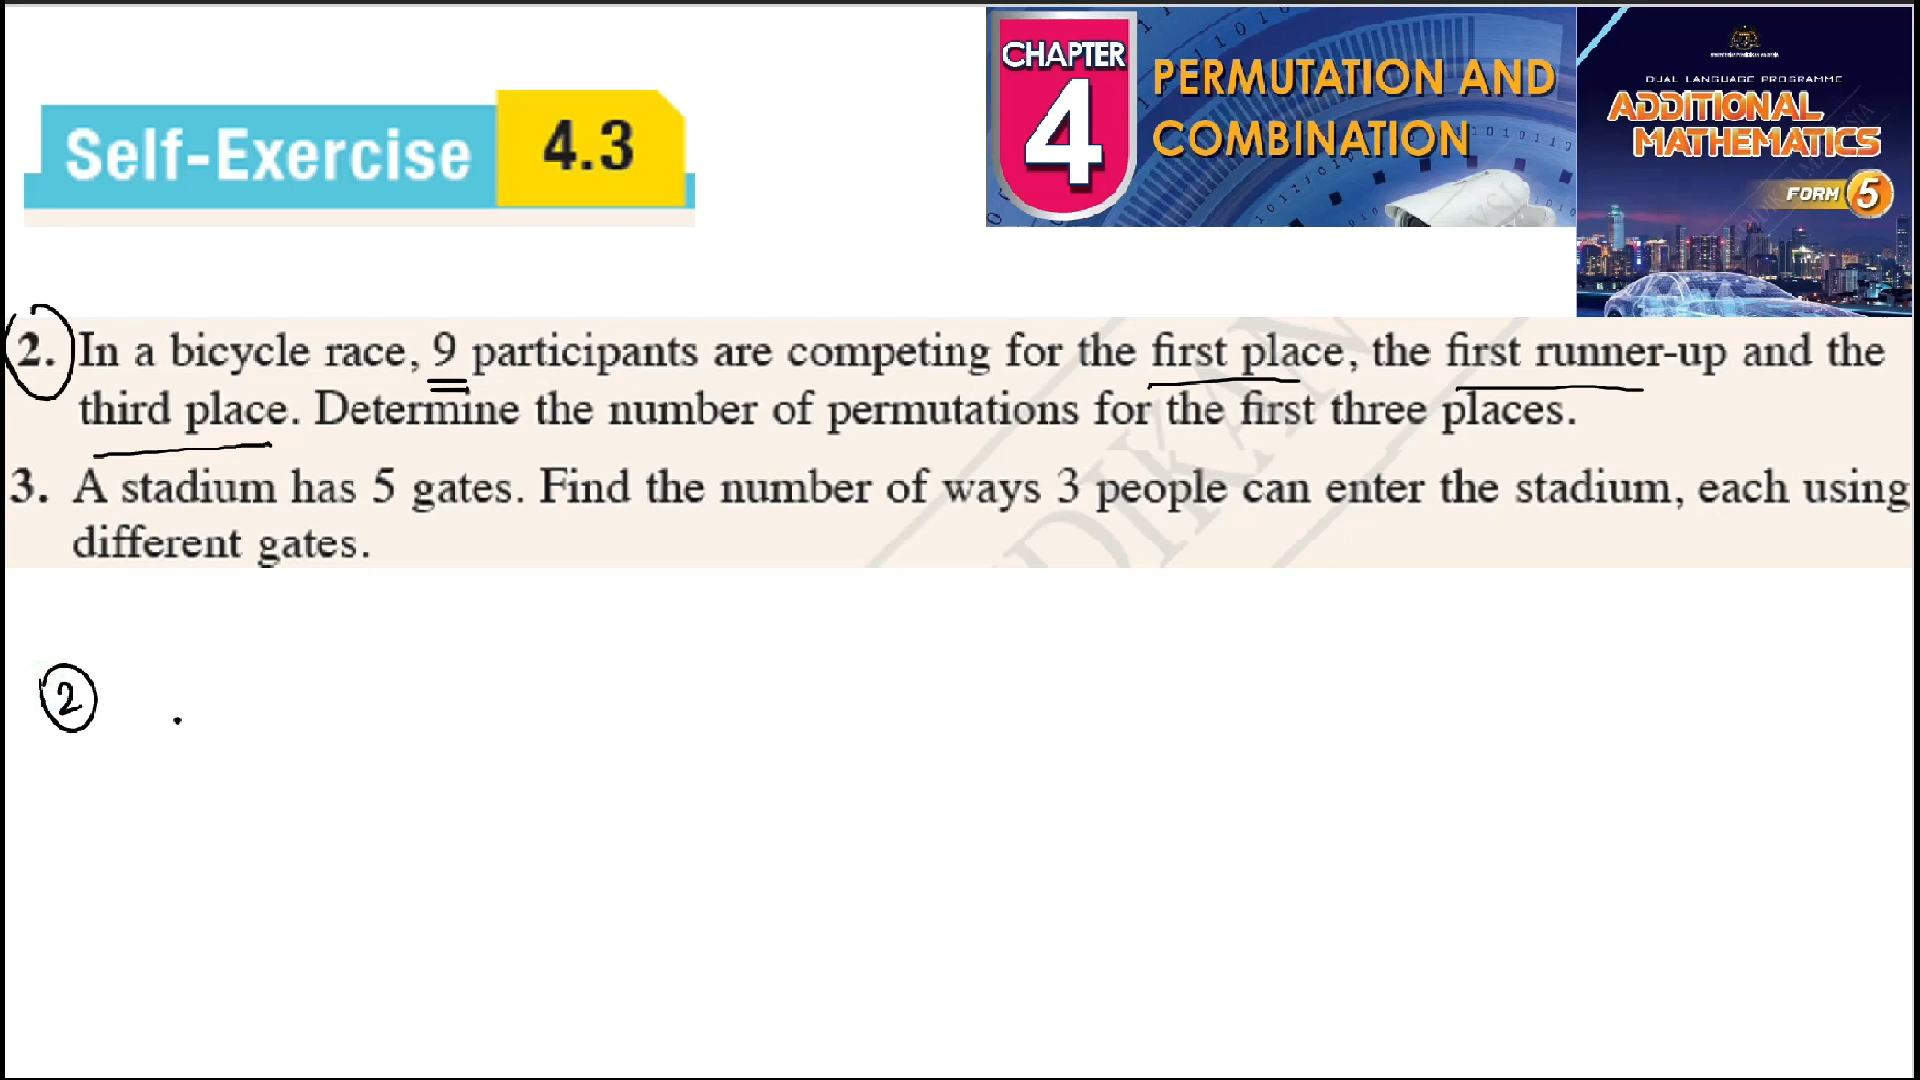 CHAPTER
4
PERMUTATION AND
COMBINATION
DUAL LANGUAGE PROGRAMME
ADDITIONAL
MATHEMATICS
FORM 5
Self-Exercise 4.3
2. In a bicycle race, 9 participants are competing for the first place, the first runner-up and the
third place. Determine the number of permutations for the first three places.
3. A stadium has 5 gates. Find the number of ways 3 people can enter the stadium, each using
different gates.
2